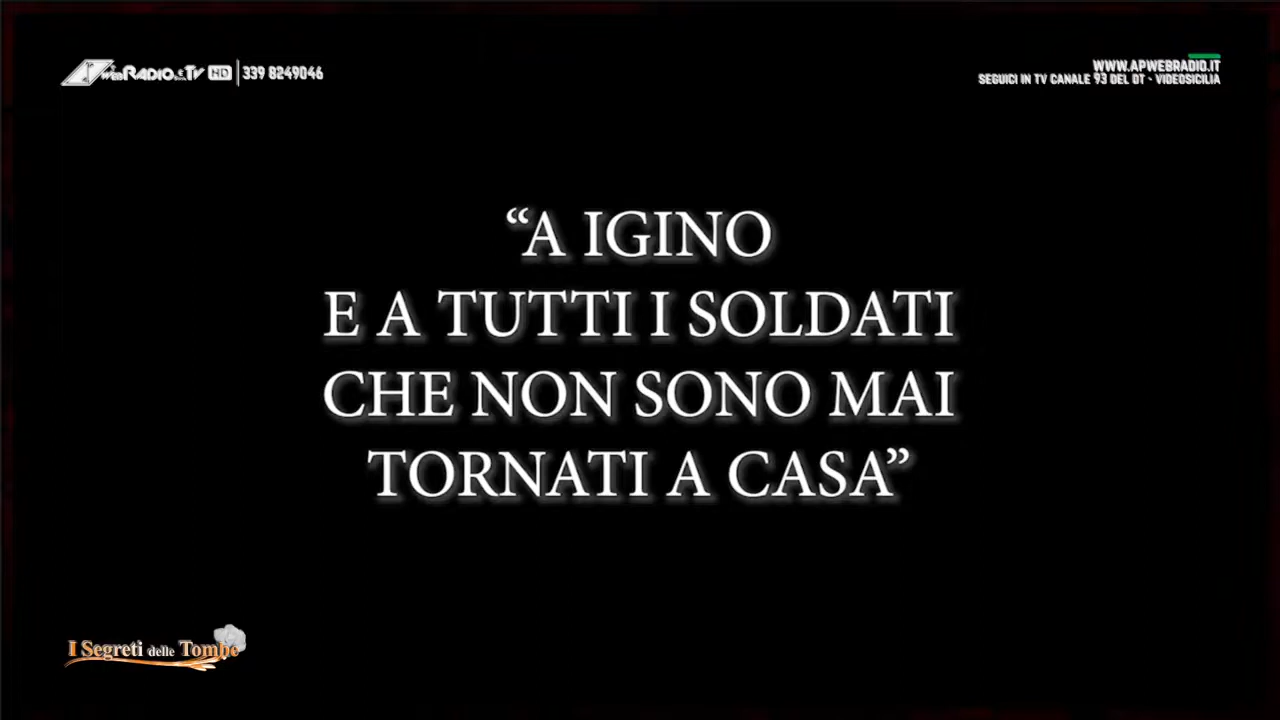 WEBRADIO.TV HD 339 8249046
WWW.APWEBRADIO.IT
SEGUICI IN TV CANALE 93 DEL DT - VIDEOSICILIA
“A IGINO
E A TUTTI I SOLDATI
CHE NON SONO MAI
TORNATI A CASA”
I Segreti delle Tombe